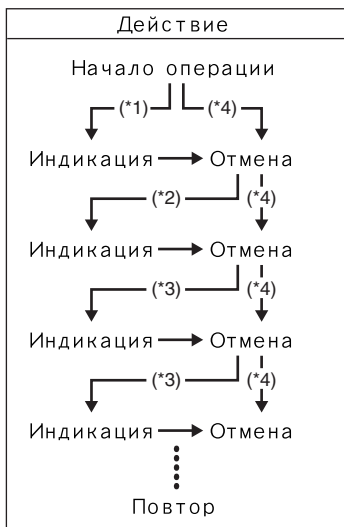 Действие
Начало операции
(*1) (*4)
Индикация Отмена
(*2) (*4)
Индикация Отмена
(*3) (*4)
Индикация Отмена
(*3) (*4)
Индикация Отмена
Повтор